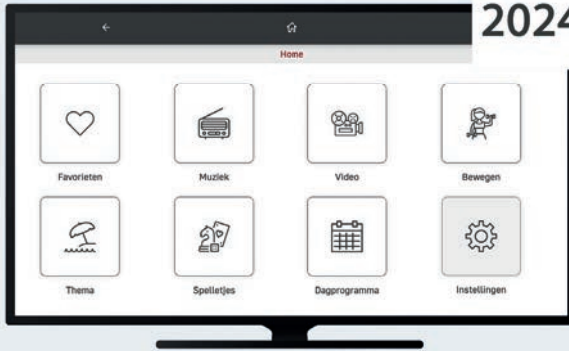 2024
Home
Favorieten
Muziek
Video
Bewegen
Thema
Spelletjes
Dagprogramma
Instellingen